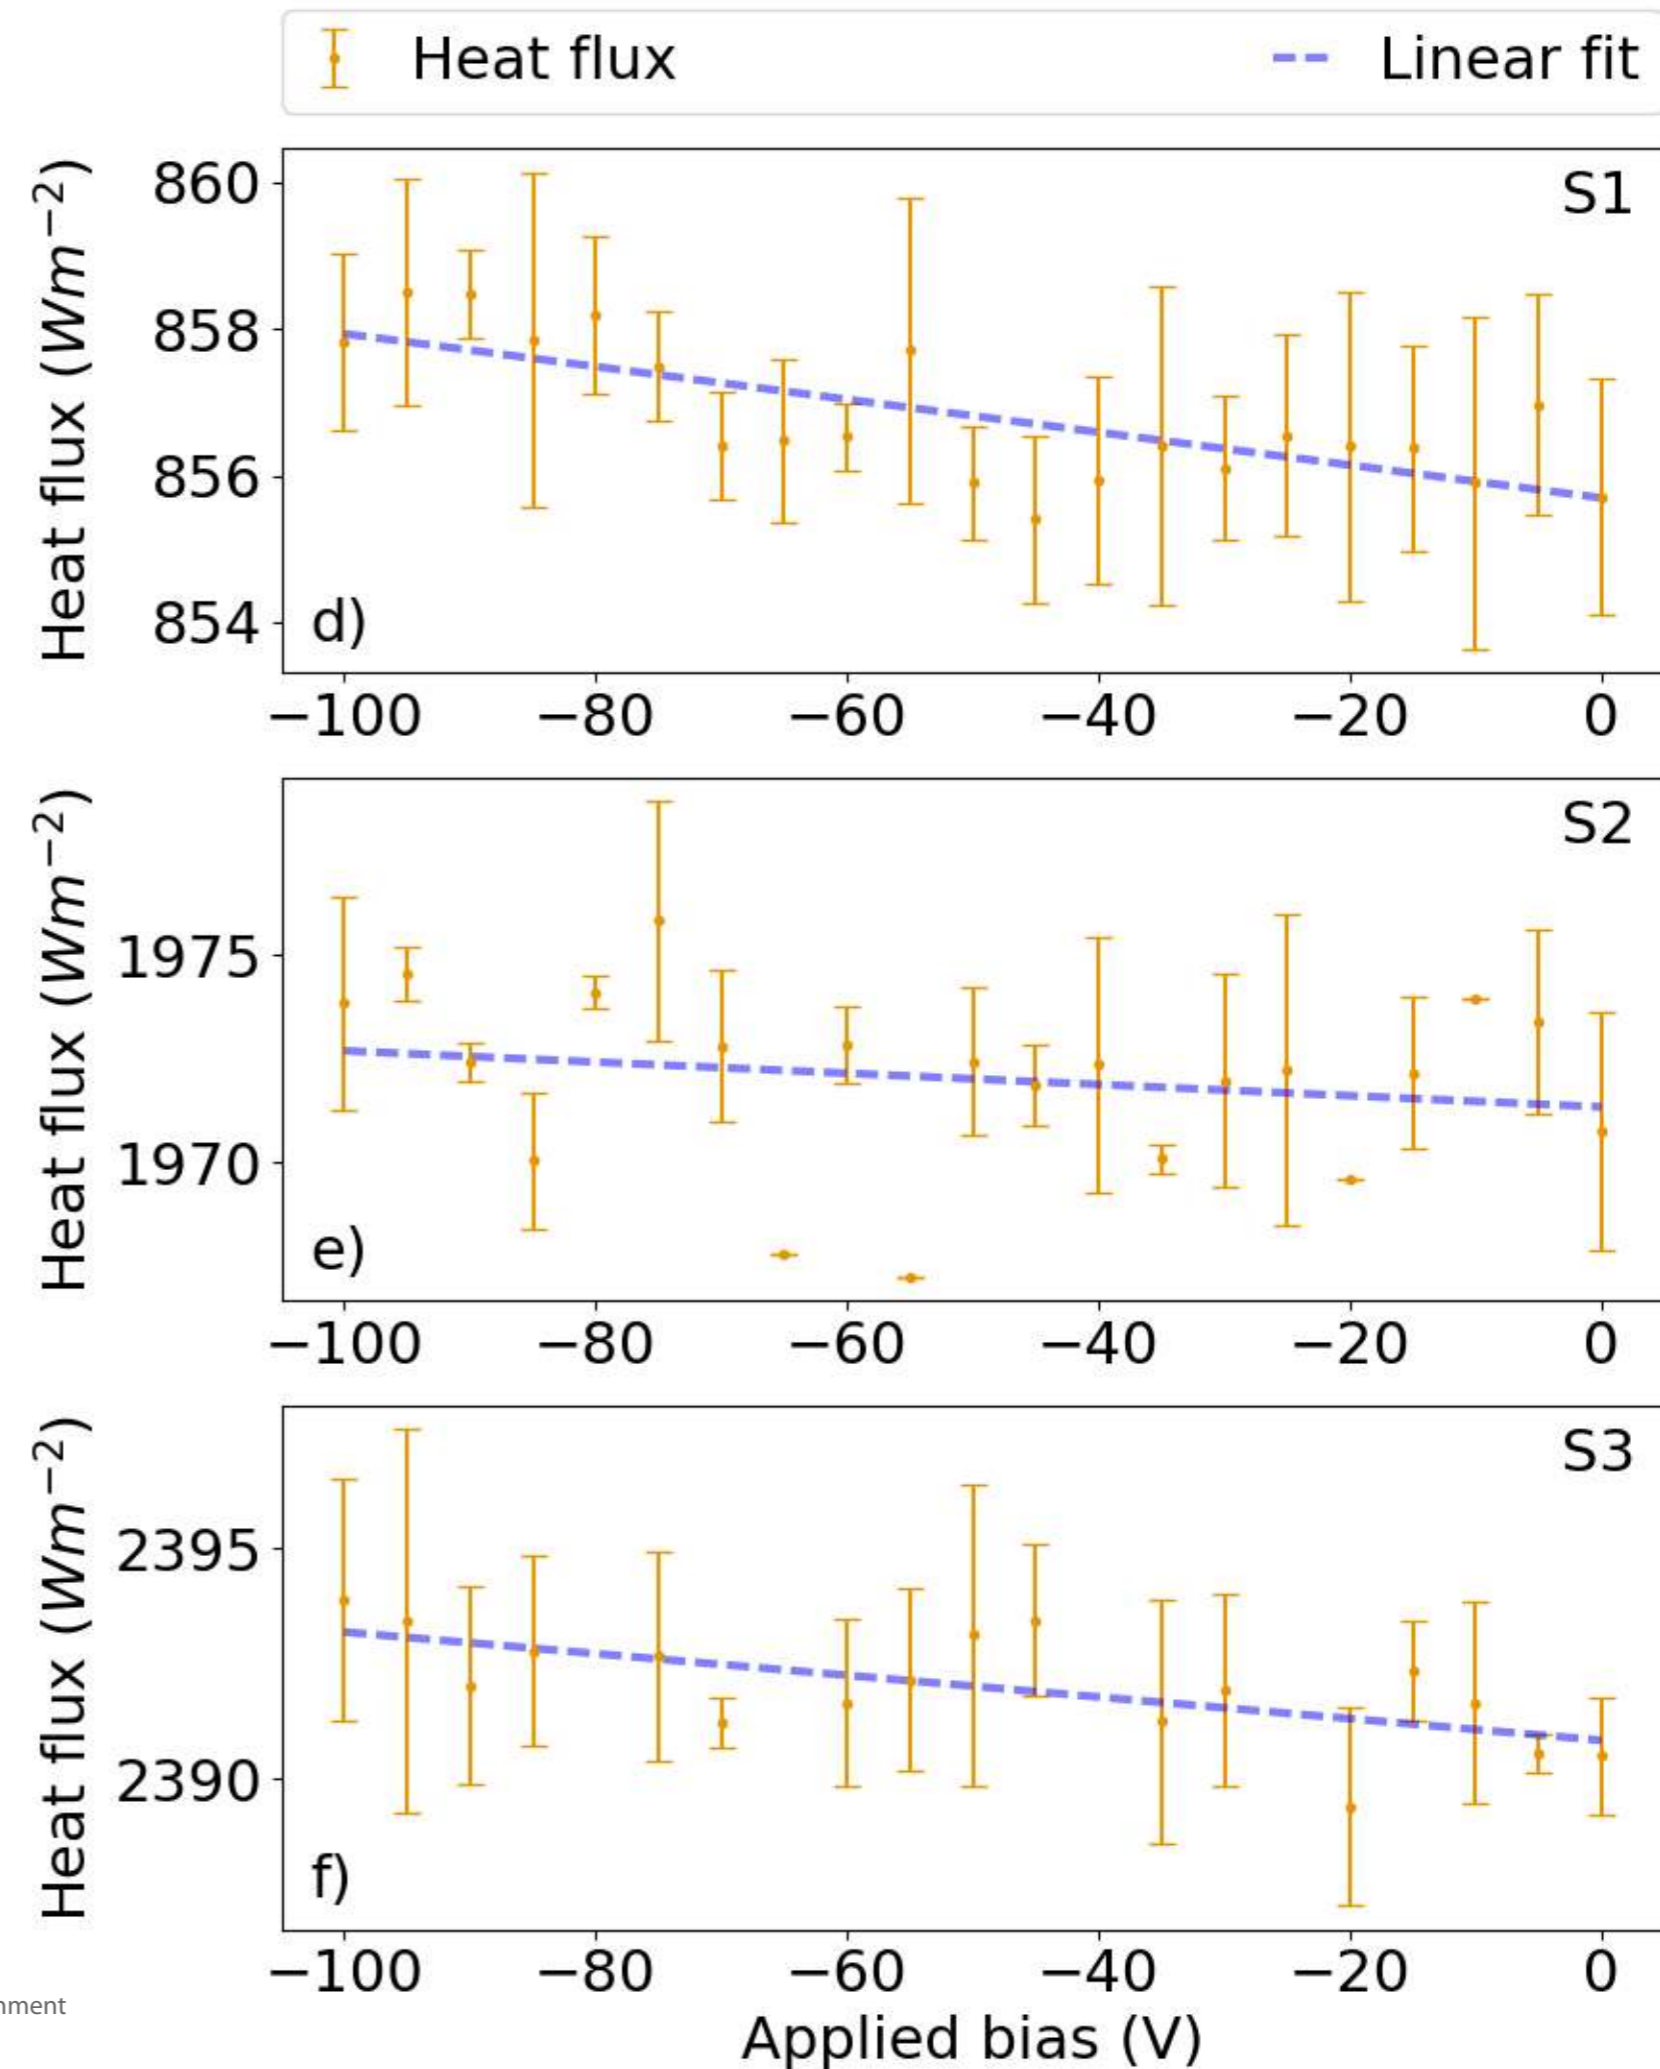 Heat flux Linear fit
Heat flux (Wm⁻²)
860
858
856
854
S1
d)
−100 −80 −60 −40 −20 0
Heat flux (Wm⁻²)
1975
1970
S2
e)
−100 −80 −60 −40 −20 0
Heat flux (Wm⁻²)
2395
2390
S3
f)
−100 −80 −60 −40 −20 0
nment
Applied bias (V)